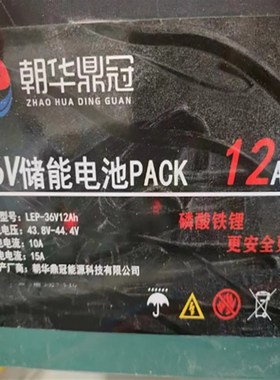 朝华鼎冠
ZHAO HUA DING GUAN
6V储能电池PACK 12A
型号: LEP-36V12Ah
电压: 43.8V-44.4V
电流: 10A
电流: 15A
产厂商: 朝华鼎冠能源科技有限公司
磷酸铁锂
更安全